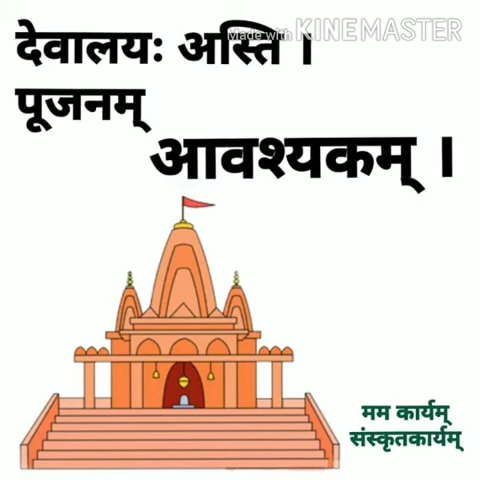 देवालयः अस्ति ।
Made with KINEMASTER
पूजनम्
आवश्यकम् ।
मम कार्यम्
संस्कृतकार्यम्